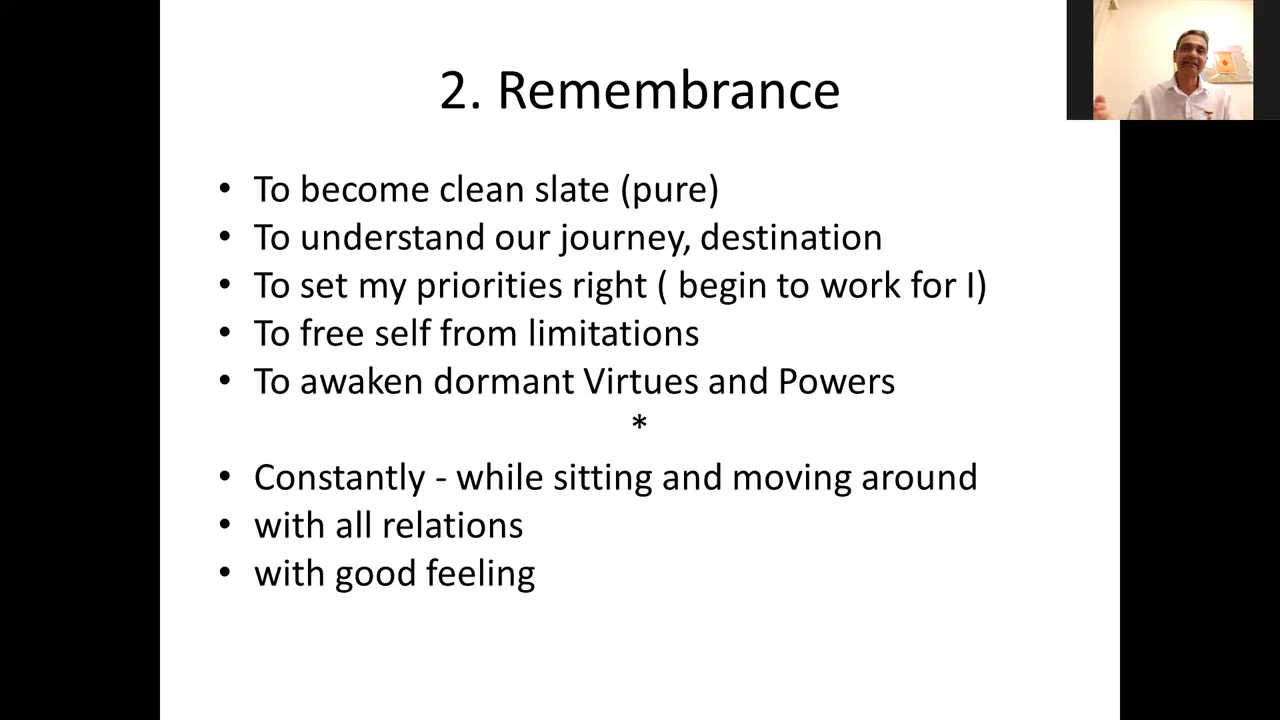 2. Remembrance
• To become clean slate (pure)
• To understand our journey, destination
• To set my priorities right ( begin to work for I)
• To free self from limitations
• To awaken dormant Virtues and Powers
*
• Constantly - while sitting and moving around
• with all relations
• with good feeling